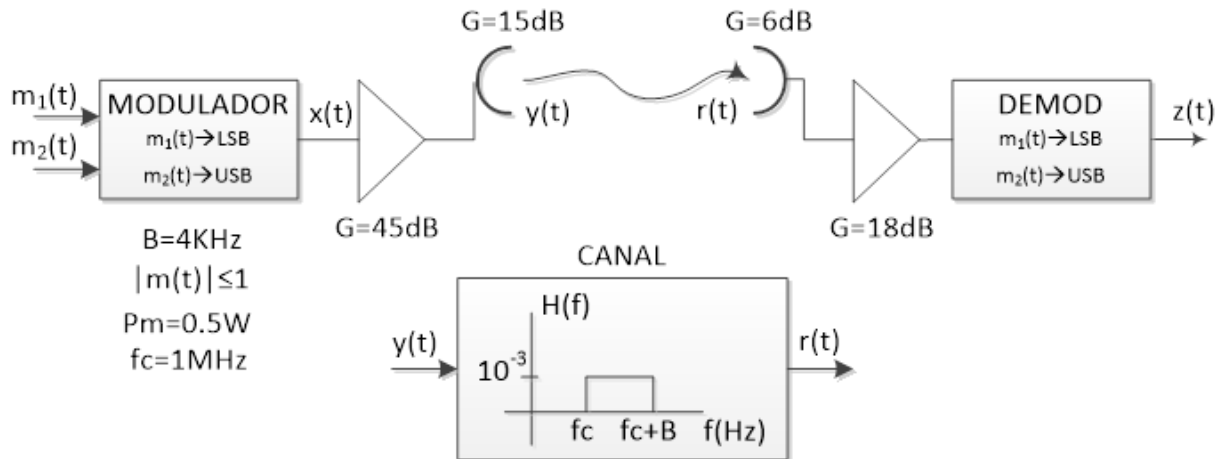 G=15dB
G=6dB
m1(t)
m2(t)
MODULADOR
m1(t)→LSB
m2(t)→USB
x(t)
y(t)
r(t)
DEMOD
m1(t)→LSB
m2(t)→USB
z(t)
G=45dB
G=18dB
B=4KHz
|m(t)|≤1
Pm=0.5W
fc=1MHz
CANAL
y(t)
H(f)
10⁻³
fc
fc+B
f(Hz)
r(t)